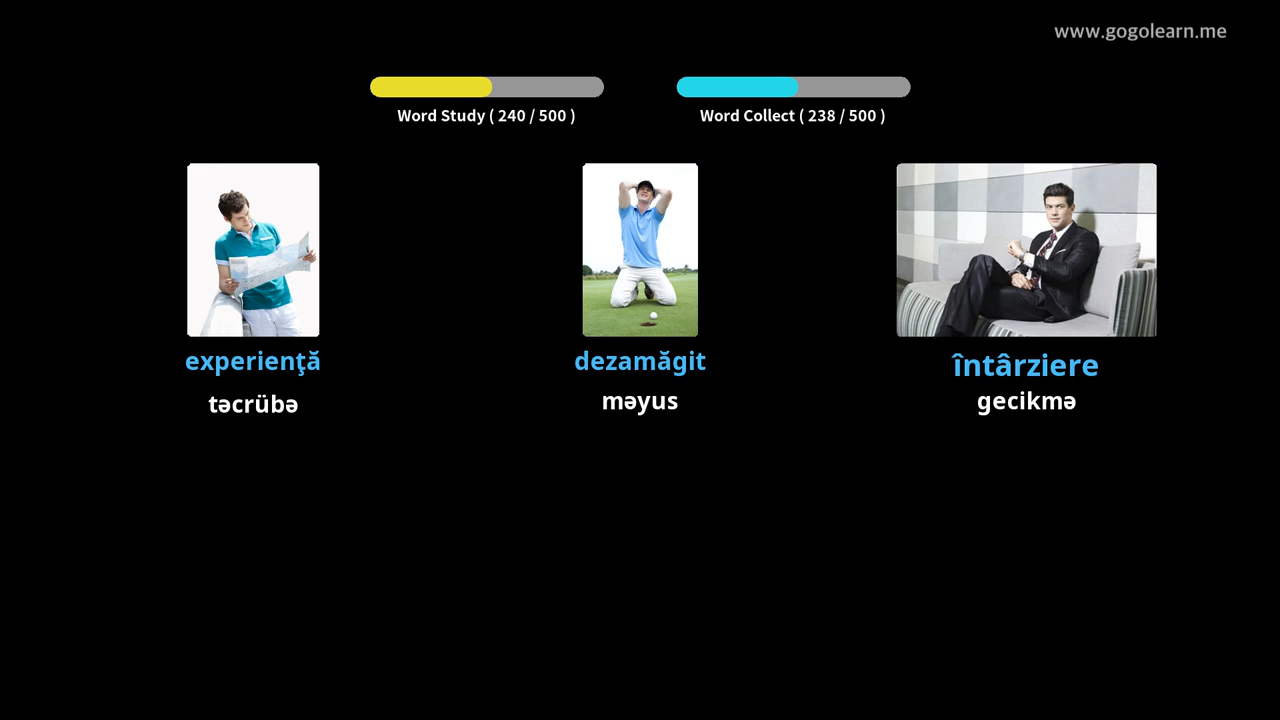 www.gogolearn.me
Word Study ( 240 / 500 )
Word Collect ( 238 / 500 )
experienţă
dezamăgit
întârziere
təcrübə
məyus
gecikmə